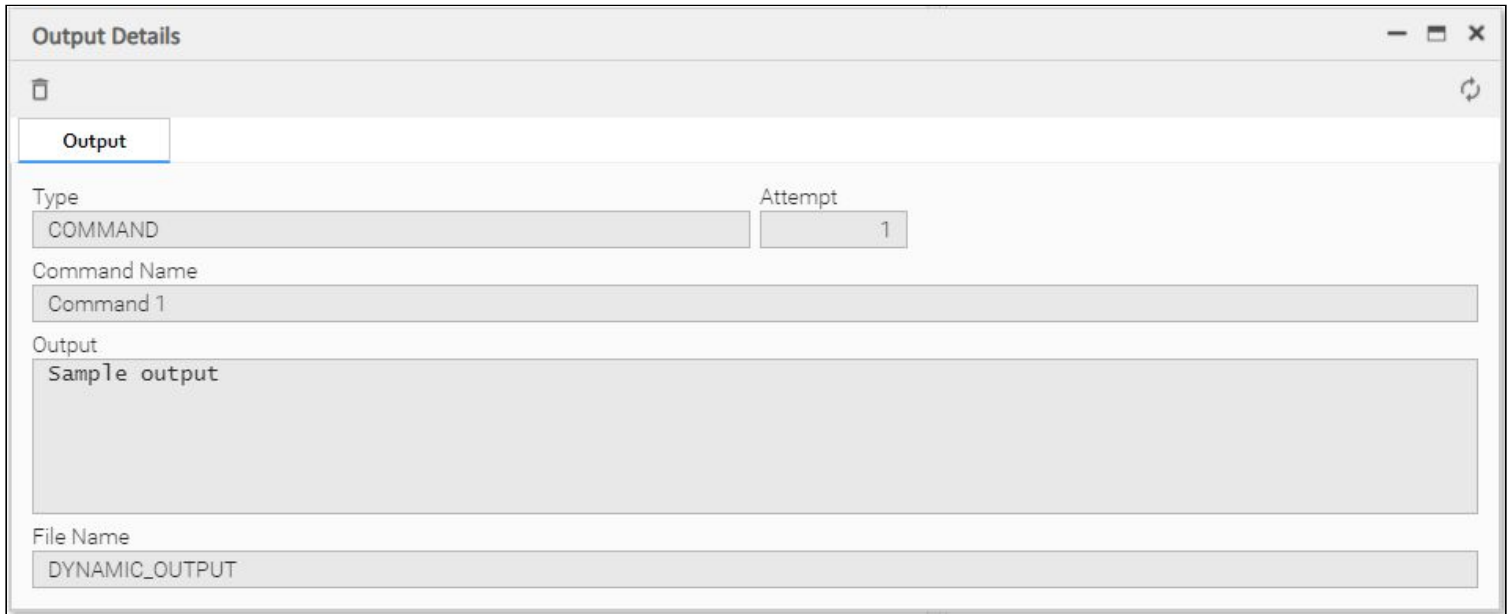 Output Details
Output
Type Attempt
COMMAND 1
Command Name
Command 1
Output
Sample output
File Name
DYNAMIC_OUTPUT